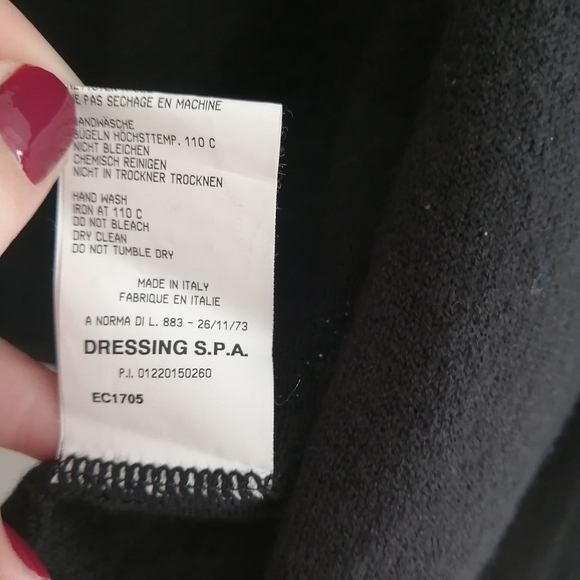 PAS SECHAGE EN MACHINE
HANDWÄSCHE
BUGELN HOCHSTTEMP. 110 C
NICHT BLEICHEN
CHEMISCH REINIGEN
NICHT IN TROCKNER TROCKNEN
HAND WASH
IRON AT 110 C
DO NOT BLEACH
DRY CLEAN
DO NOT TUMBLE DRY
MADE IN ITALY
FABRIQUE EN ITALIE
A NORMA DI L. 883 - 26/11/73
DRESSING S.P.A.
P.I. 01220150260
EC1705